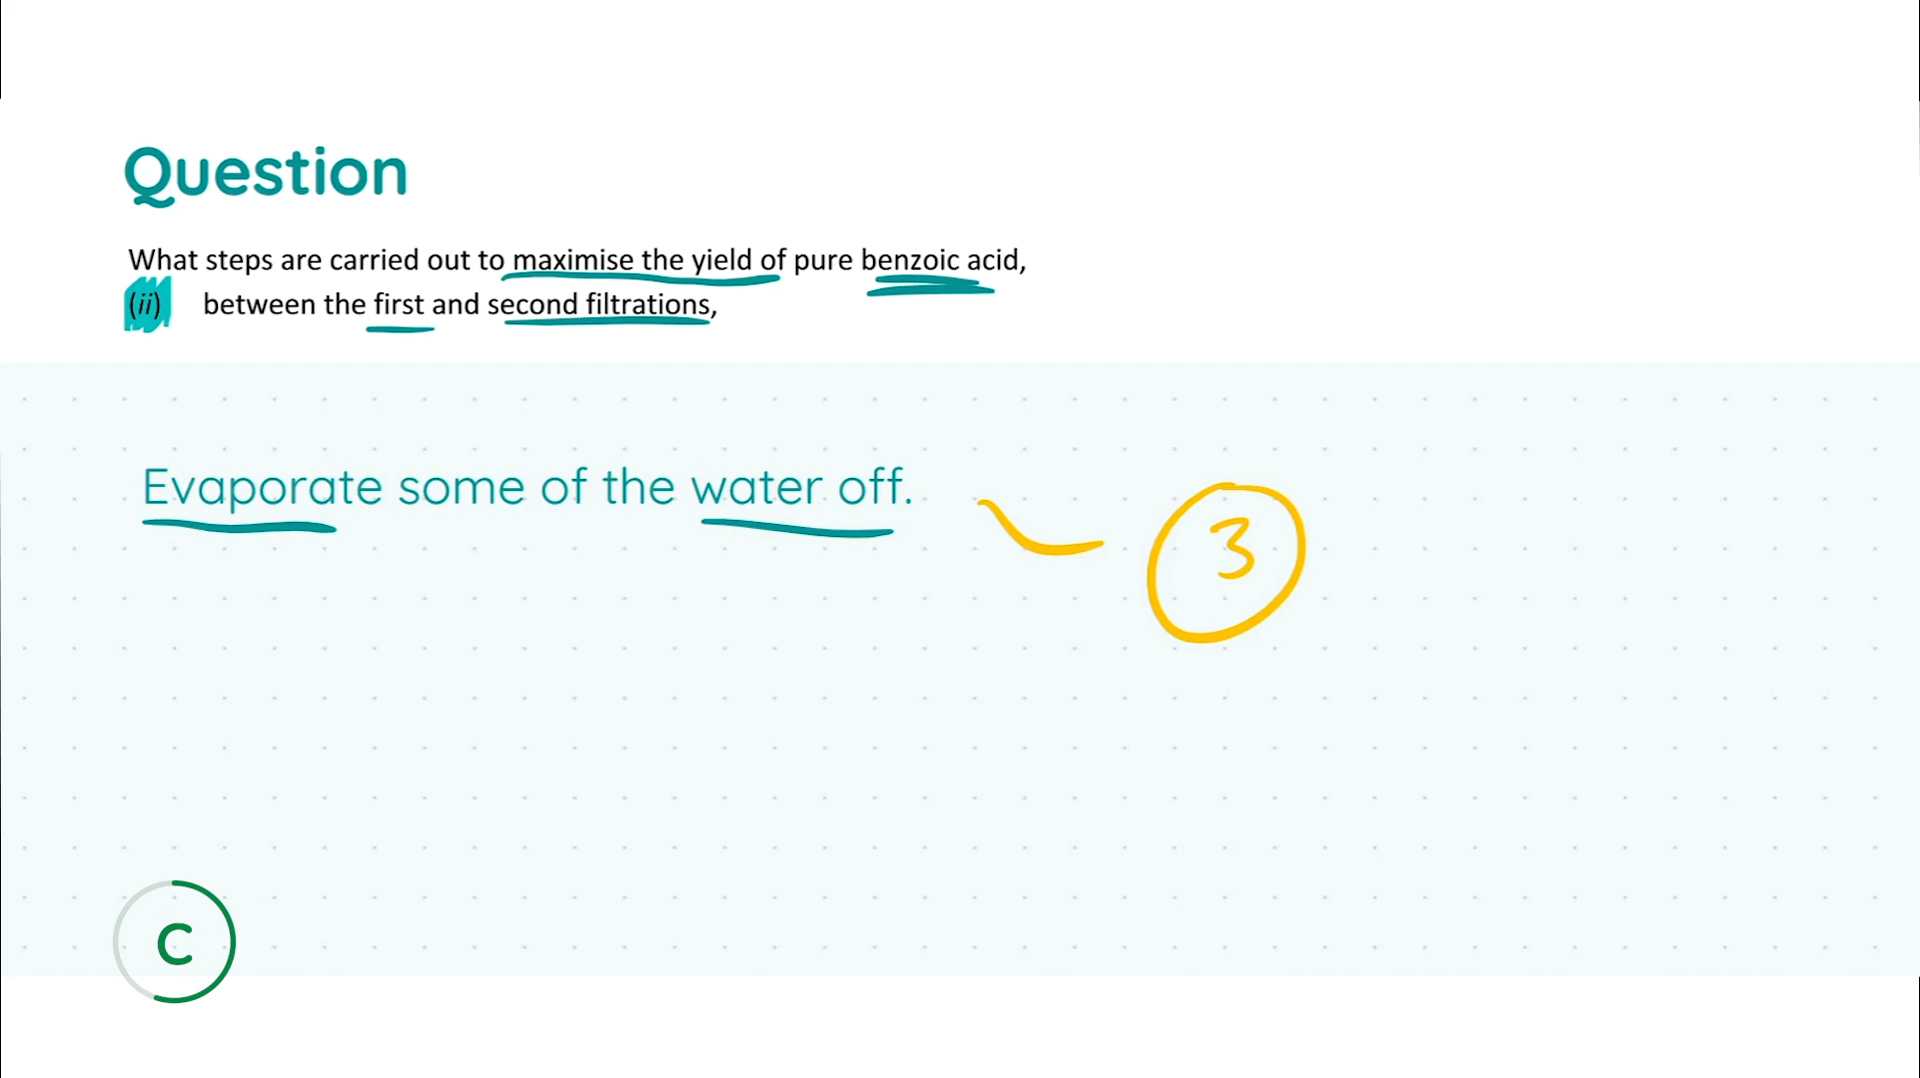 Question
What steps are carried out to maximise the yield of pure benzoic acid,
(ii) between the first and second filtrations,
Evaporate some of the water off.
3
C